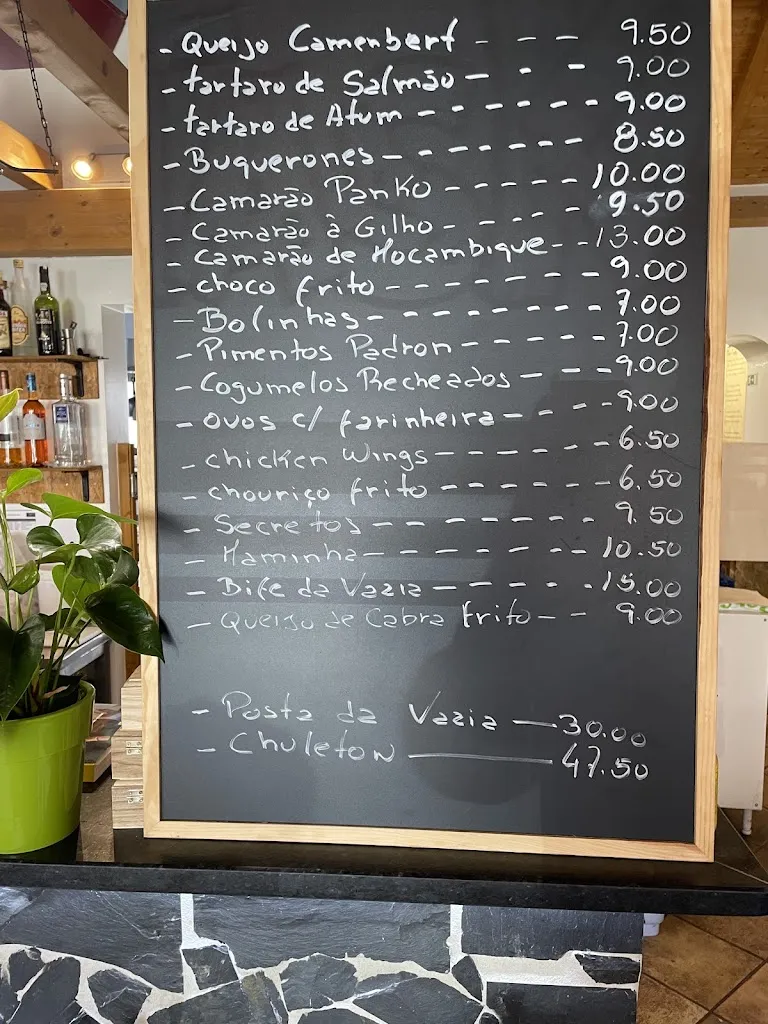 - Queijo Camenbert - - - 9.50
- tartaro de Salmão - - - 9.00
- tartaro de Atum - - - - - - 9.00
- Buquerones - - - - - - - 8.50
- Camarão Panko - - - - - - 10.00
- Camarão à Gilho - - - - - 9.50
- Camarão de Moçambique - - 13.00
- choco frito - - - - - - - - 9.00
- Bolinhas - - - - - - - - 7.00
- Pimentos Padron - - - - - 7.00
- Cogumelos Recheados - - - - 9.00
- ovos c/ farinheira - - - - 9.00
- chicken Wings - - - - - - 6.50
- chouriço frito - - - - - - 6.50
- Secretos - - - - - - - - 9.50
- Maminha - - - - - - - - 10.50
- Bife da Vazia - - - - - 15.00
- Queijo de Cabra frito - - 9.00
- Posta da Vazia — 30.00
- Chuleton — 47.50